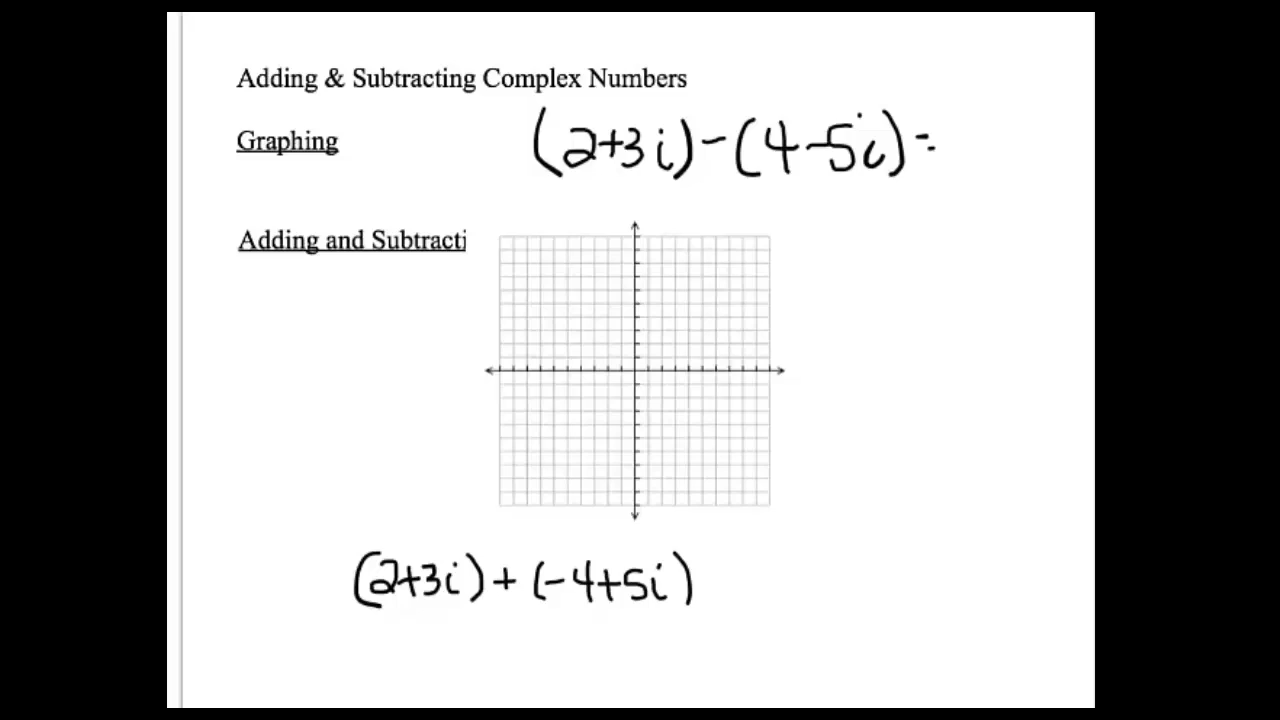 Adding & Subtracting Complex Numbers
Graphing
(2+3i)-(4-5i)=
Adding and Subtracti
(2+3i)+(-4+5i)